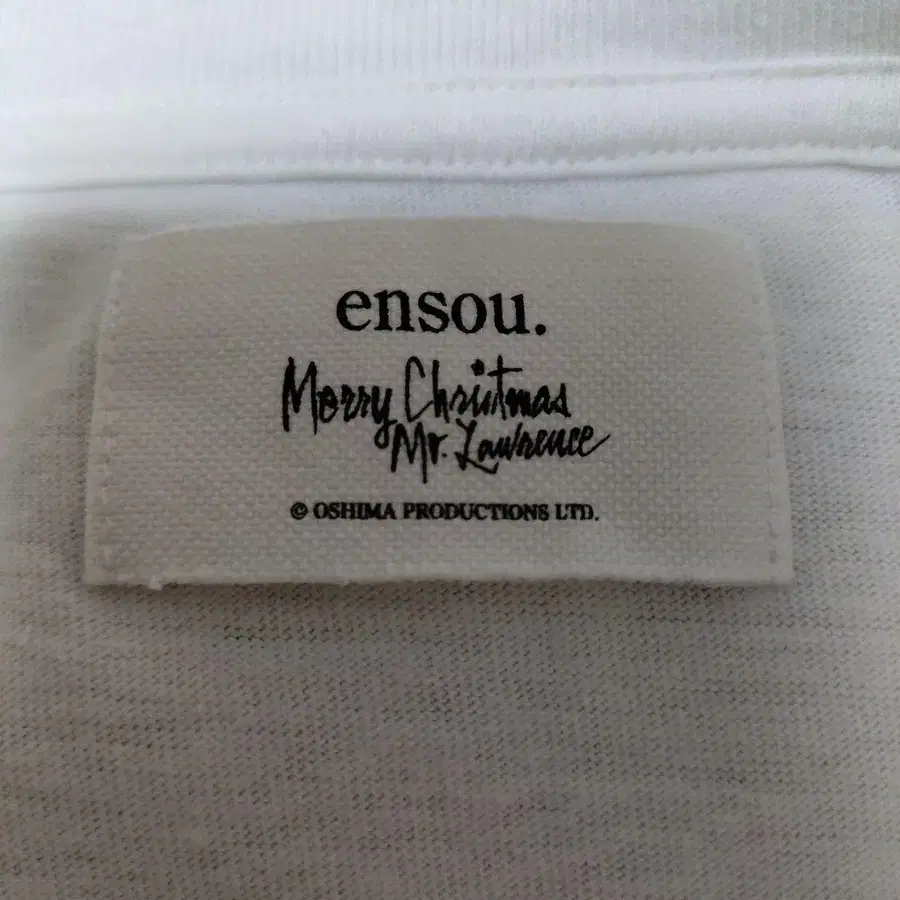 ensou.
Merry Christmas
Mr. Lawrence
© OSHIMA PRODUCTIONS LTD.